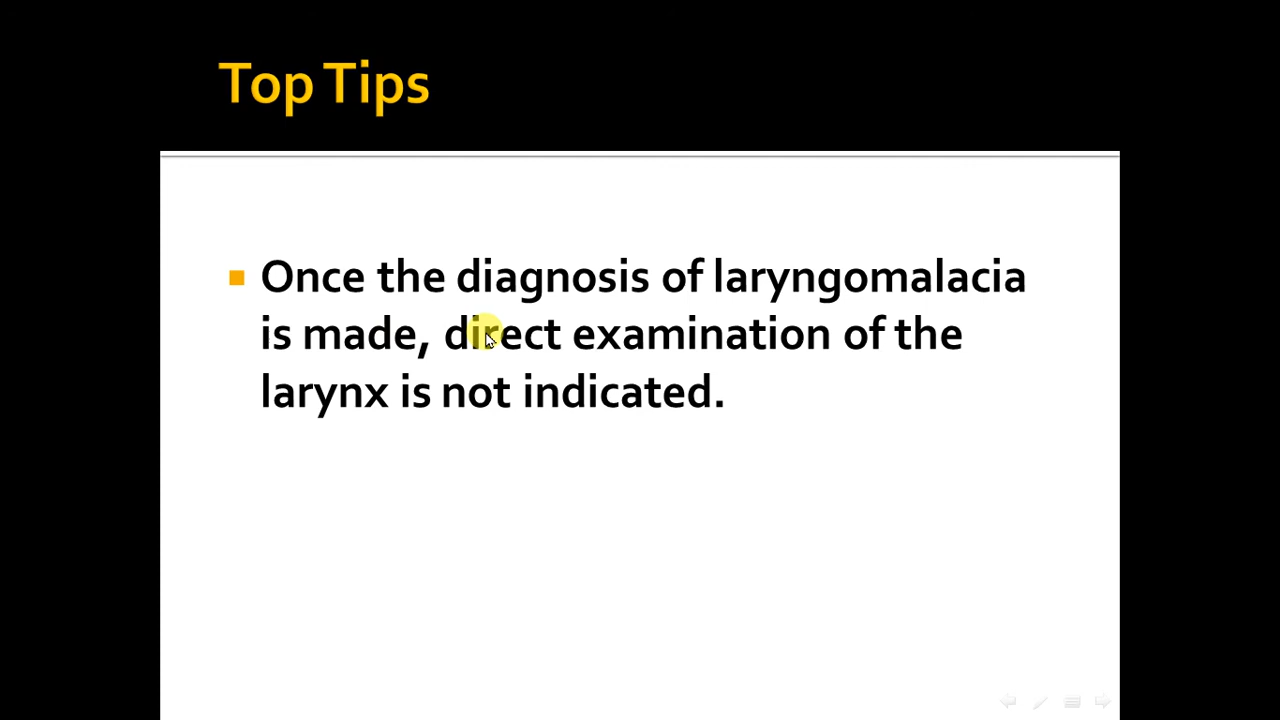 Top Tips
Once the diagnosis of laryngomalacia
is made, direct examination of the
larynx is not indicated.